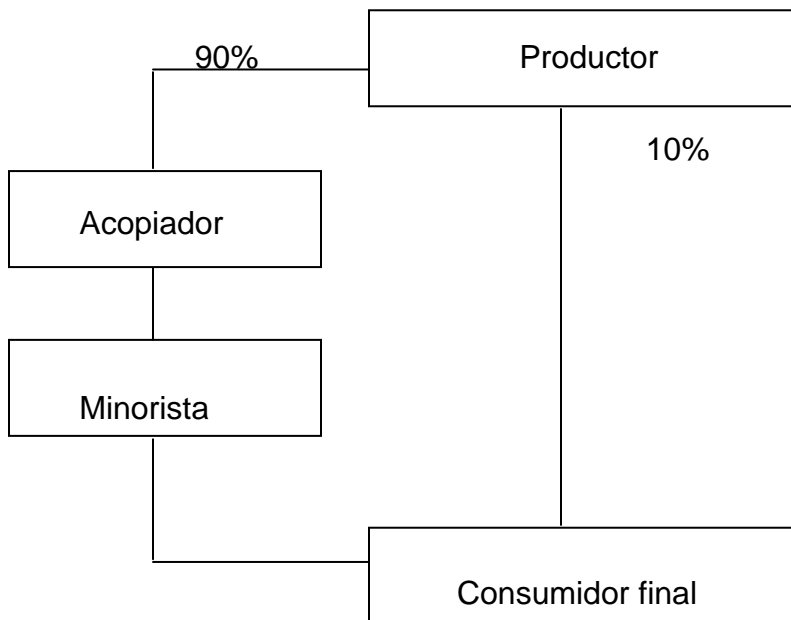 90%
Productor
10%
Acopiador
Minorista
Consumidor final